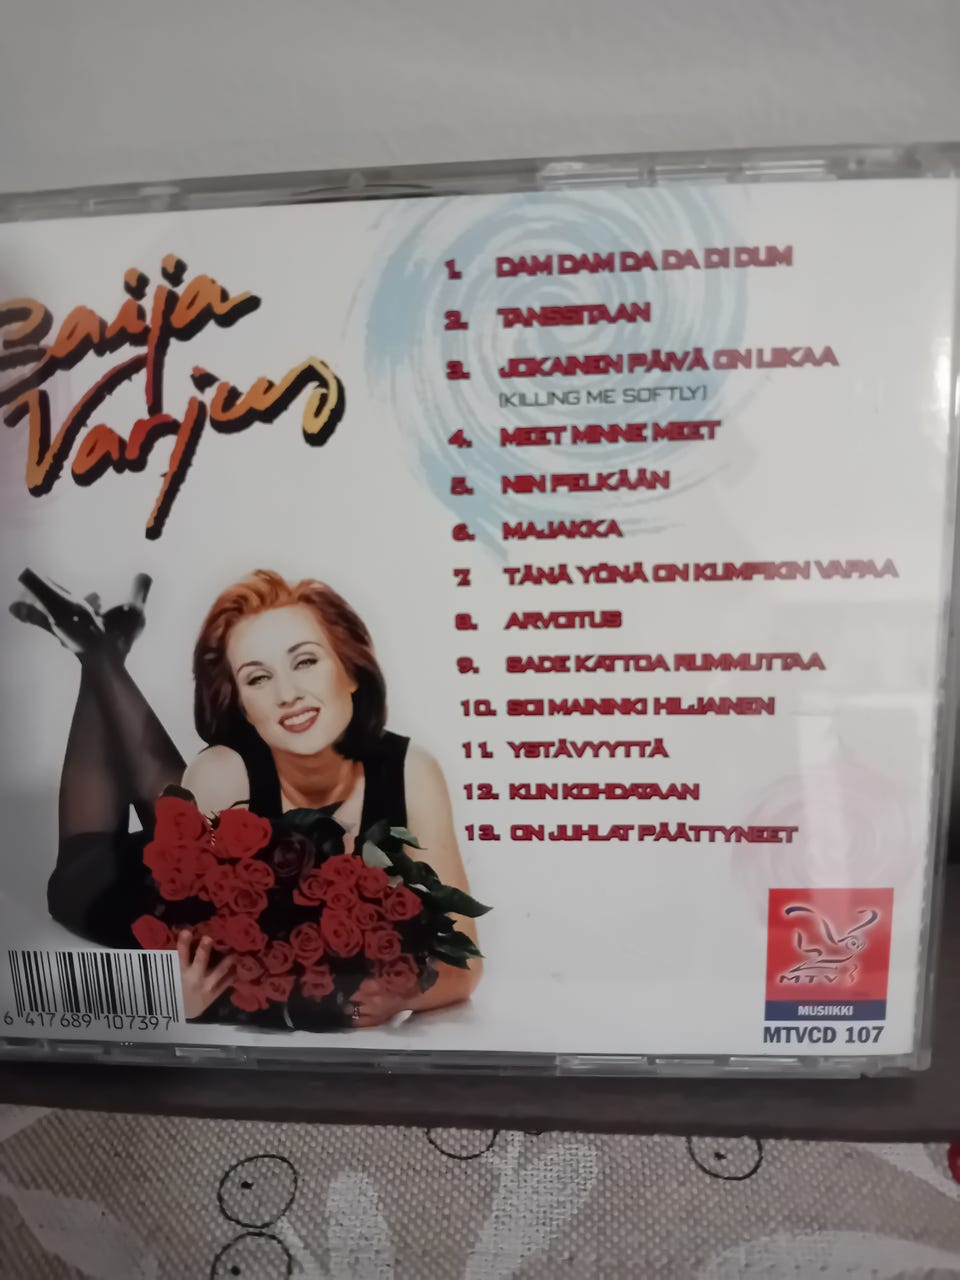 Saija
Varjus
1. DAM DAM DA DA DI DUM
2. TANSSITAAN
3. JOKAINEN PÄIVÄ ON LIIKAA
(KILLING ME SOFTLY)
4. MEET MINNE MEET
5. NIIN PELKÄÄN
6. MAJAKKA
7. TÄNÄ YÖNÄ ON KUMPIKIN VAPAA
8. ARVOITUS
9. SADE KATTOA RUMMUTTAA
10. SOI MAININKI HILJAINEN
11. YSTÄVYYTTÄ
12. KUN KOHDATAAN
13. ON JUHLAT PÄÄTTYNEET
6 417689 107397
MTV3
MUSIIKKI
MTVCD 107